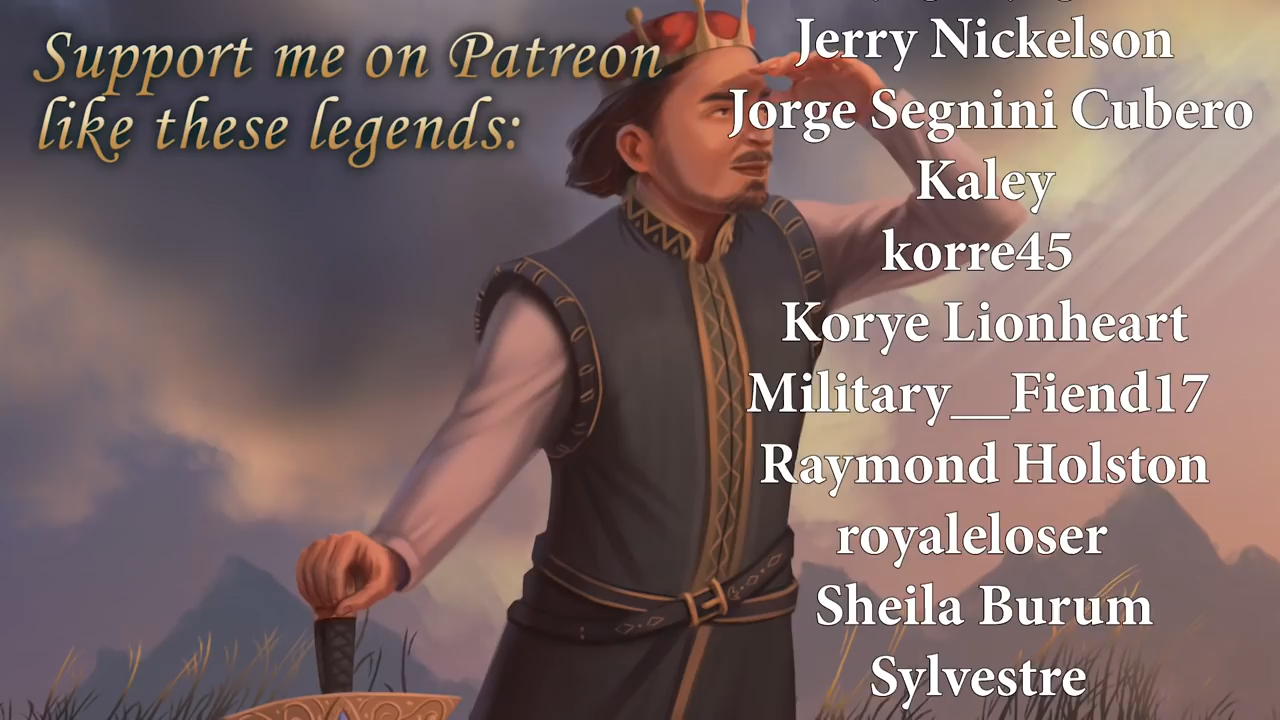 Support me on Patreon
like these legends:
Jerry Nickelson
Jorge Segnini Cubero
Kaley
korre45
Korye Lionheart
Military__Fiend17
Raymond Holston
royaleloser
Sheila Burum
Sylvestre